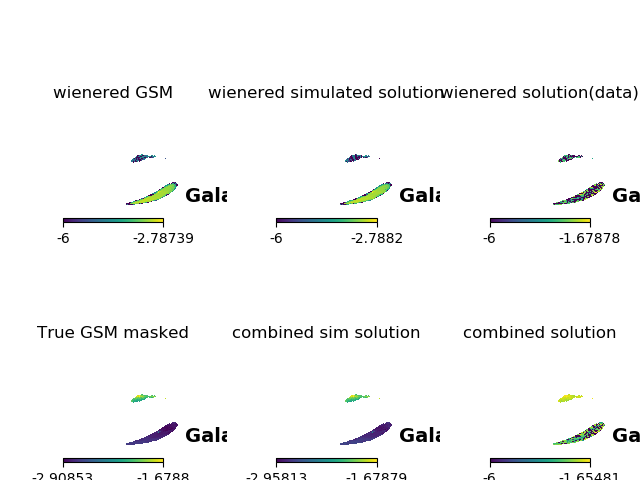 wienered GSM
wienered simulated solution
wienered solution(data)
Gala
Gala
Ga
-6 -2.78739
-6 -2.7882
-6 -1.67878
True GSM masked
combined sim solution
combined solution
Gala
Gala
Ga
-2.90853 -1.6788
-2.95813 -1.67879
-6 -1.65481